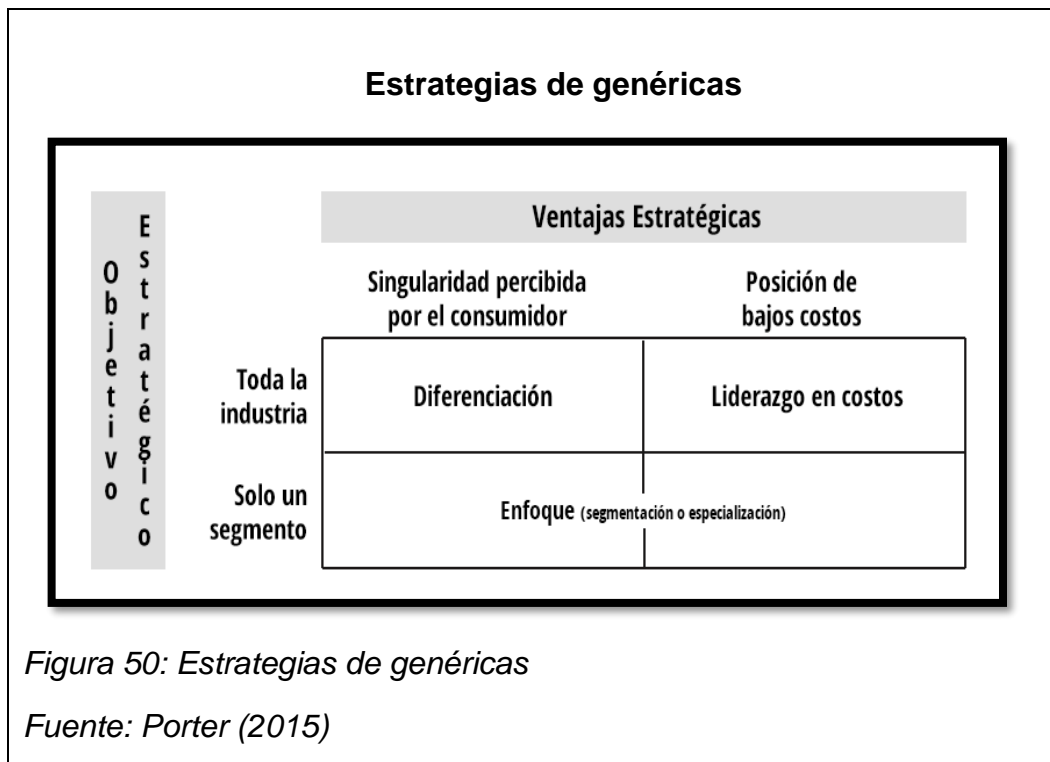 Estrategias de genéricas
Objetivo
Estratégico
Ventajas Estratégicas
Singularidad percibida
por el consumidor
Posición de
bajos costos
Toda la
industria
Diferenciación
Liderazgo en costos
Solo un
segmento
Enfoque (segmentación o especialización)
Figura 50: Estrategias de genéricas
Fuente: Porter (2015)